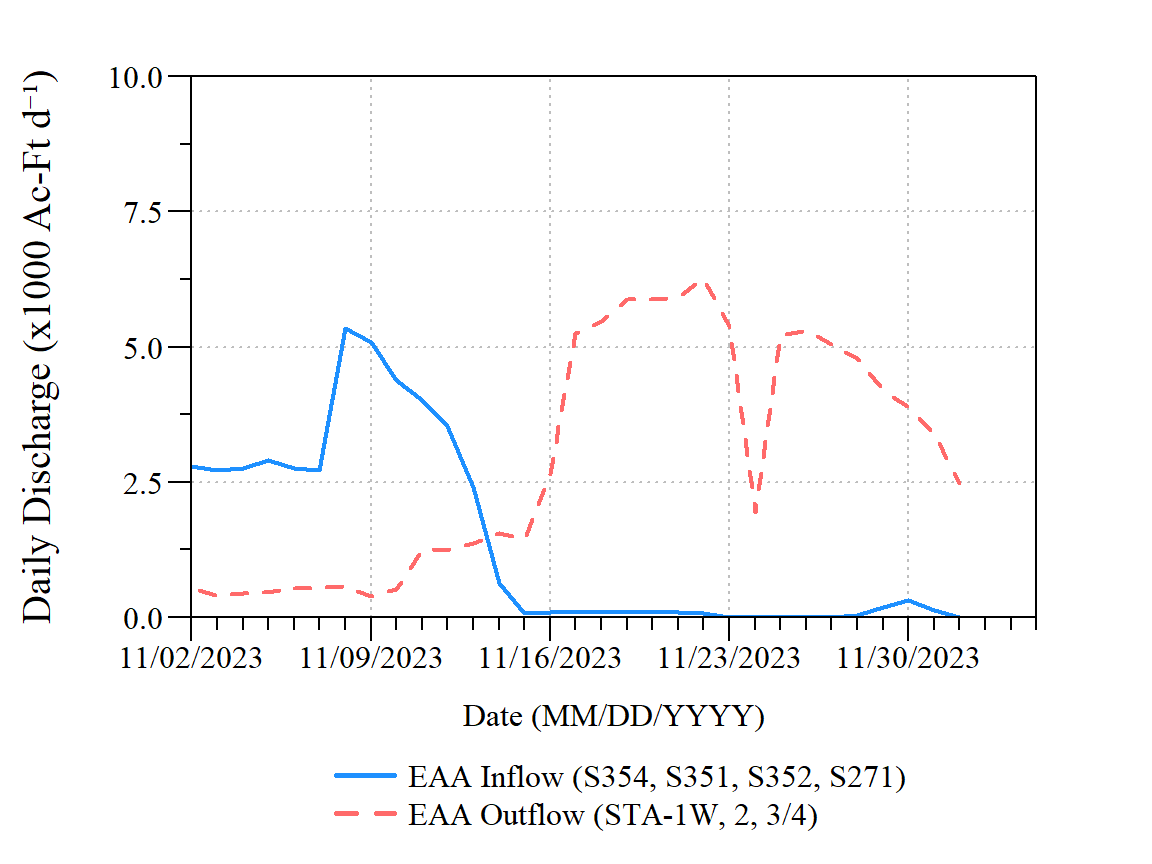 Daily Discharge (x1000 Ac-Ft d⁻¹)
10.0
7.5
5.0
2.5
0.0
11/02/2023 11/09/2023 11/16/2023 11/23/2023 11/30/2023
Date (MM/DD/YYYY)
EAA Inflow (S354, S351, S352, S271)
EAA Outflow (STA-1W, 2, 3/4)